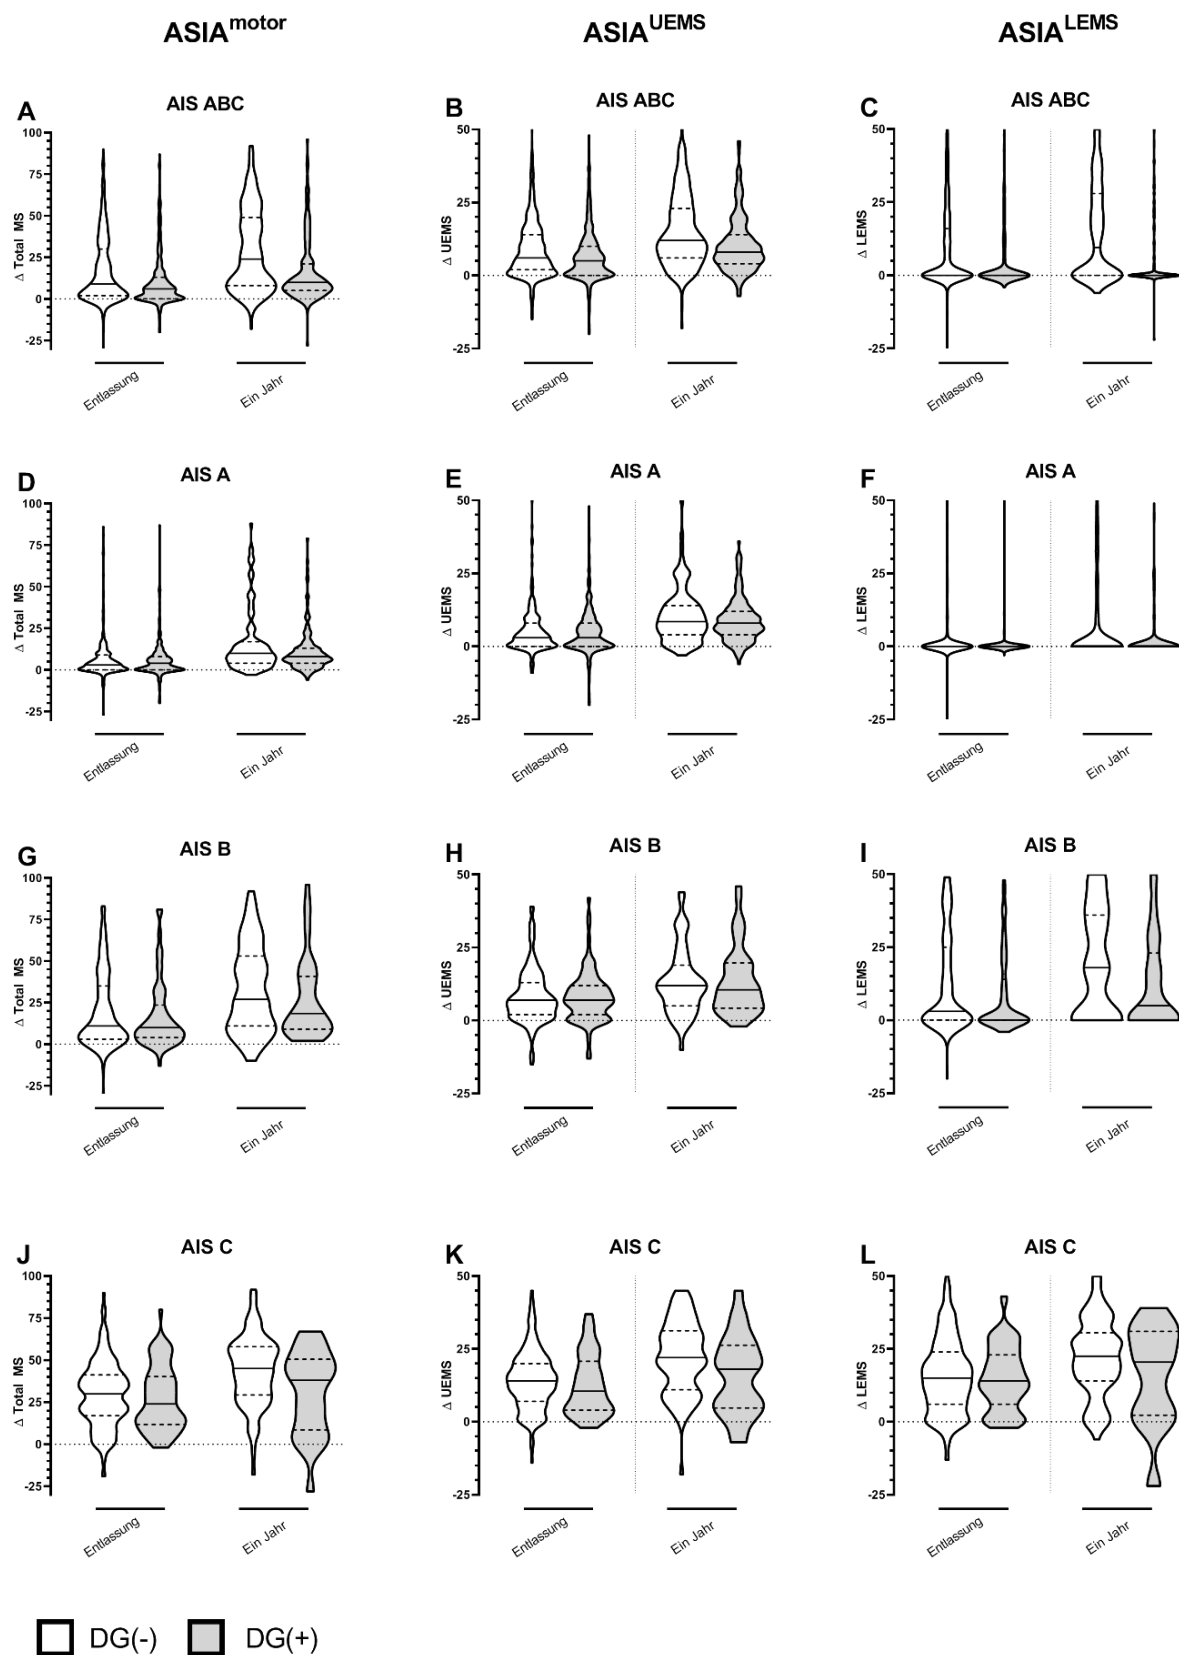 ASIA^motor ASIA^UEMS ASIA^LEMS
A AIS ABC
Δ Total MS
100
75
50
25
0
-25
Entlassung Ein Jahr
B AIS ABC
Δ UEMS
50
25
0
-25
Entlassung Ein Jahr
C AIS ABC
Δ LEMS
50
25
0
-25
Entlassung Ein Jahr
D AIS A
Δ Total MS
100
75
50
25
0
-25
Entlassung Ein Jahr
E AIS A
Δ UEMS
50
25
0
-25
Entlassung Ein Jahr
F AIS A
Δ LEMS
50
25
0
-25
Entlassung Ein Jahr
G AIS B
Δ Total MS
100
75
50
25
0
-25
Entlassung Ein Jahr
H AIS B
Δ UEMS
50
25
0
-25
Entlassung Ein Jahr
I AIS B
Δ LEMS
50
25
0
-25
Entlassung Ein Jahr
J AIS C
Δ Total MS
100
75
50
25
0
-25
Entlassung Ein Jahr
K AIS C
Δ UEMS
50
25
0
-25
Entlassung Ein Jahr
L AIS C
Δ LEMS
50
25
0
-25
Entlassung Ein Jahr
DG(-) DG(+)